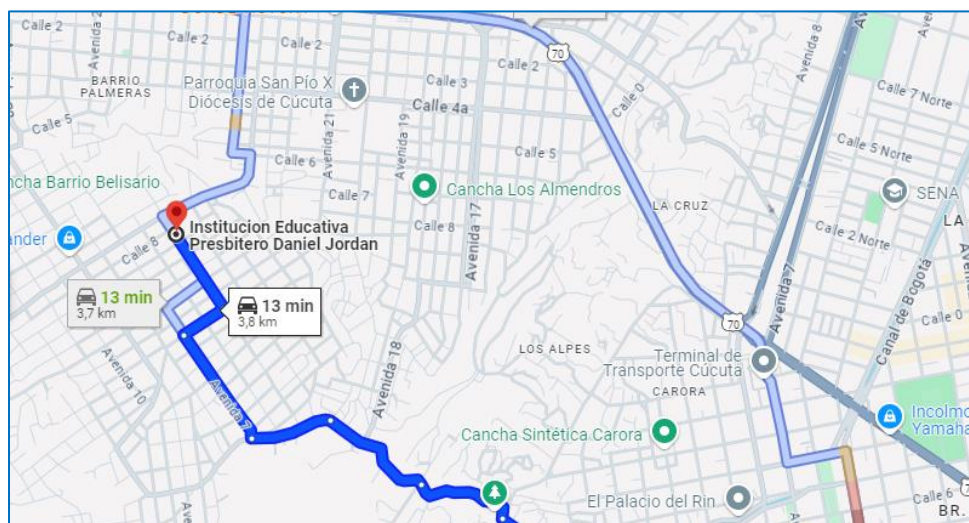 Calle 2
Avenida 2
Calle 2
70
Calle 2
Calle 0
Avenida 8
BARRIO
PALMERAS
Parroquia San Pío X
Diócesis de Cúcuta
Calle 3
Calle 4a
Calle 7 Norte
Calle 5
Avenida 21
Avenida 19
Calle 5
Calle 5 Norte
Calle 6
ncha Barrio Belisario
Calle 7
Cancha Los Almendros
LA CRUZ
SENA
LA
Institucion Educativa
Presbitero Daniel Jordan
ander
Calle 8
Calle 8
Avenida 17
Calle 2 Norte
Avenida 7
Canal de Bogotá
13 min
3,7 km
13 min
3,8 km
70
Calle 0
Calle 0
Avenida 18
LOS ALPES
Terminal de
Transporte Cúcuta
CARORA
Avenida 10
Avenida 7
Incolmo
Yamaha
Cancha Sintética Carora
El Palacio del Rin
Calle 6
7
BR.